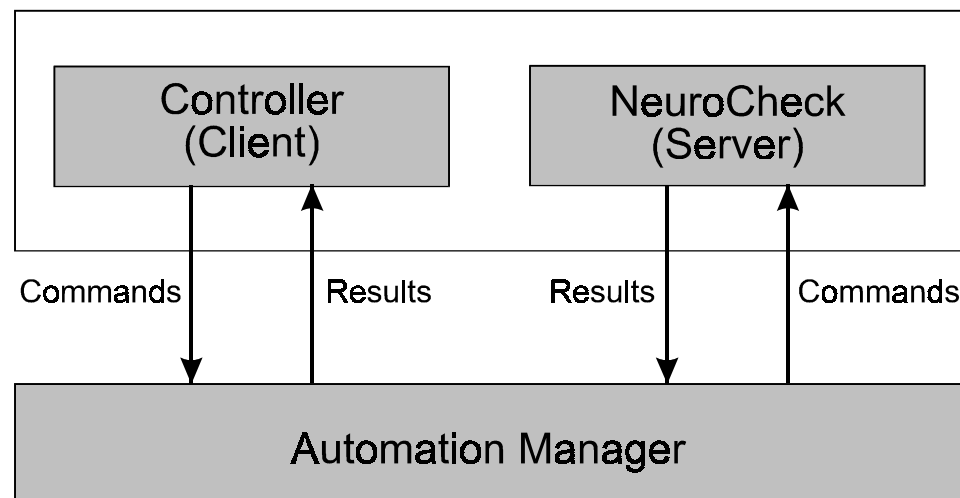 Controller
(Client)
NeuroCheck
(Server)
Commands
Results
Results
Commands
Automation Manager